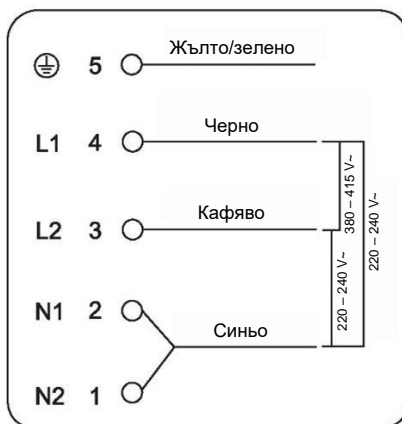 5 Жълто/зелено
L1 4 Черно
L2 3 Кафяво
N1 2
Синьо
N2 1
380 – 415 V~
220 – 240 V~
220 – 240 V~